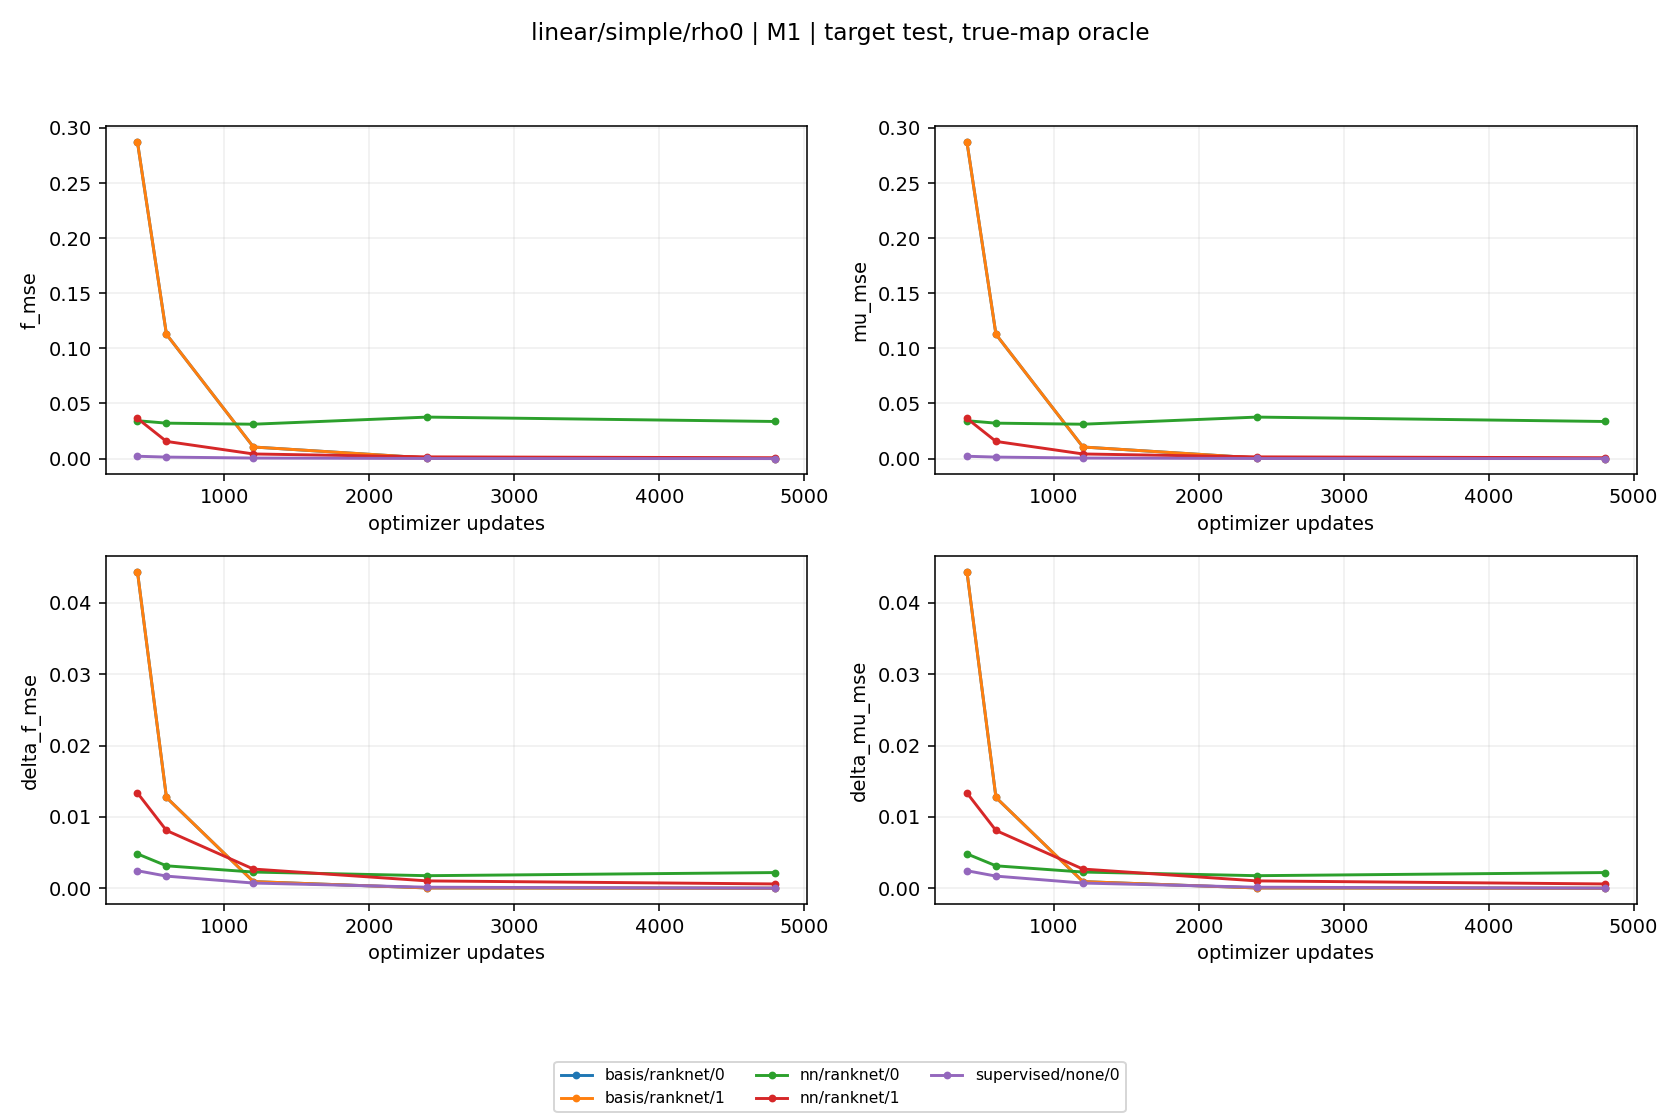 linear/simple/rho0 | M1 | target test, true-map oracle
0.30
0.25
0.20
0.15
0.10
0.05
0.00
f_mse
1000 2000 3000 4000 5000
optimizer updates
0.30
0.25
0.20
0.15
0.10
0.05
0.00
mu_mse
1000 2000 3000 4000 5000
optimizer updates
0.04
0.03
0.02
0.01
0.00
delta_f_mse
1000 2000 3000 4000 5000
optimizer updates
0.04
0.03
0.02
0.01
0.00
delta_mu_mse
1000 2000 3000 4000 5000
optimizer updates
basis/ranknet/0 nn/ranknet/0 supervised/none/0
basis/ranknet/1 nn/ranknet/1